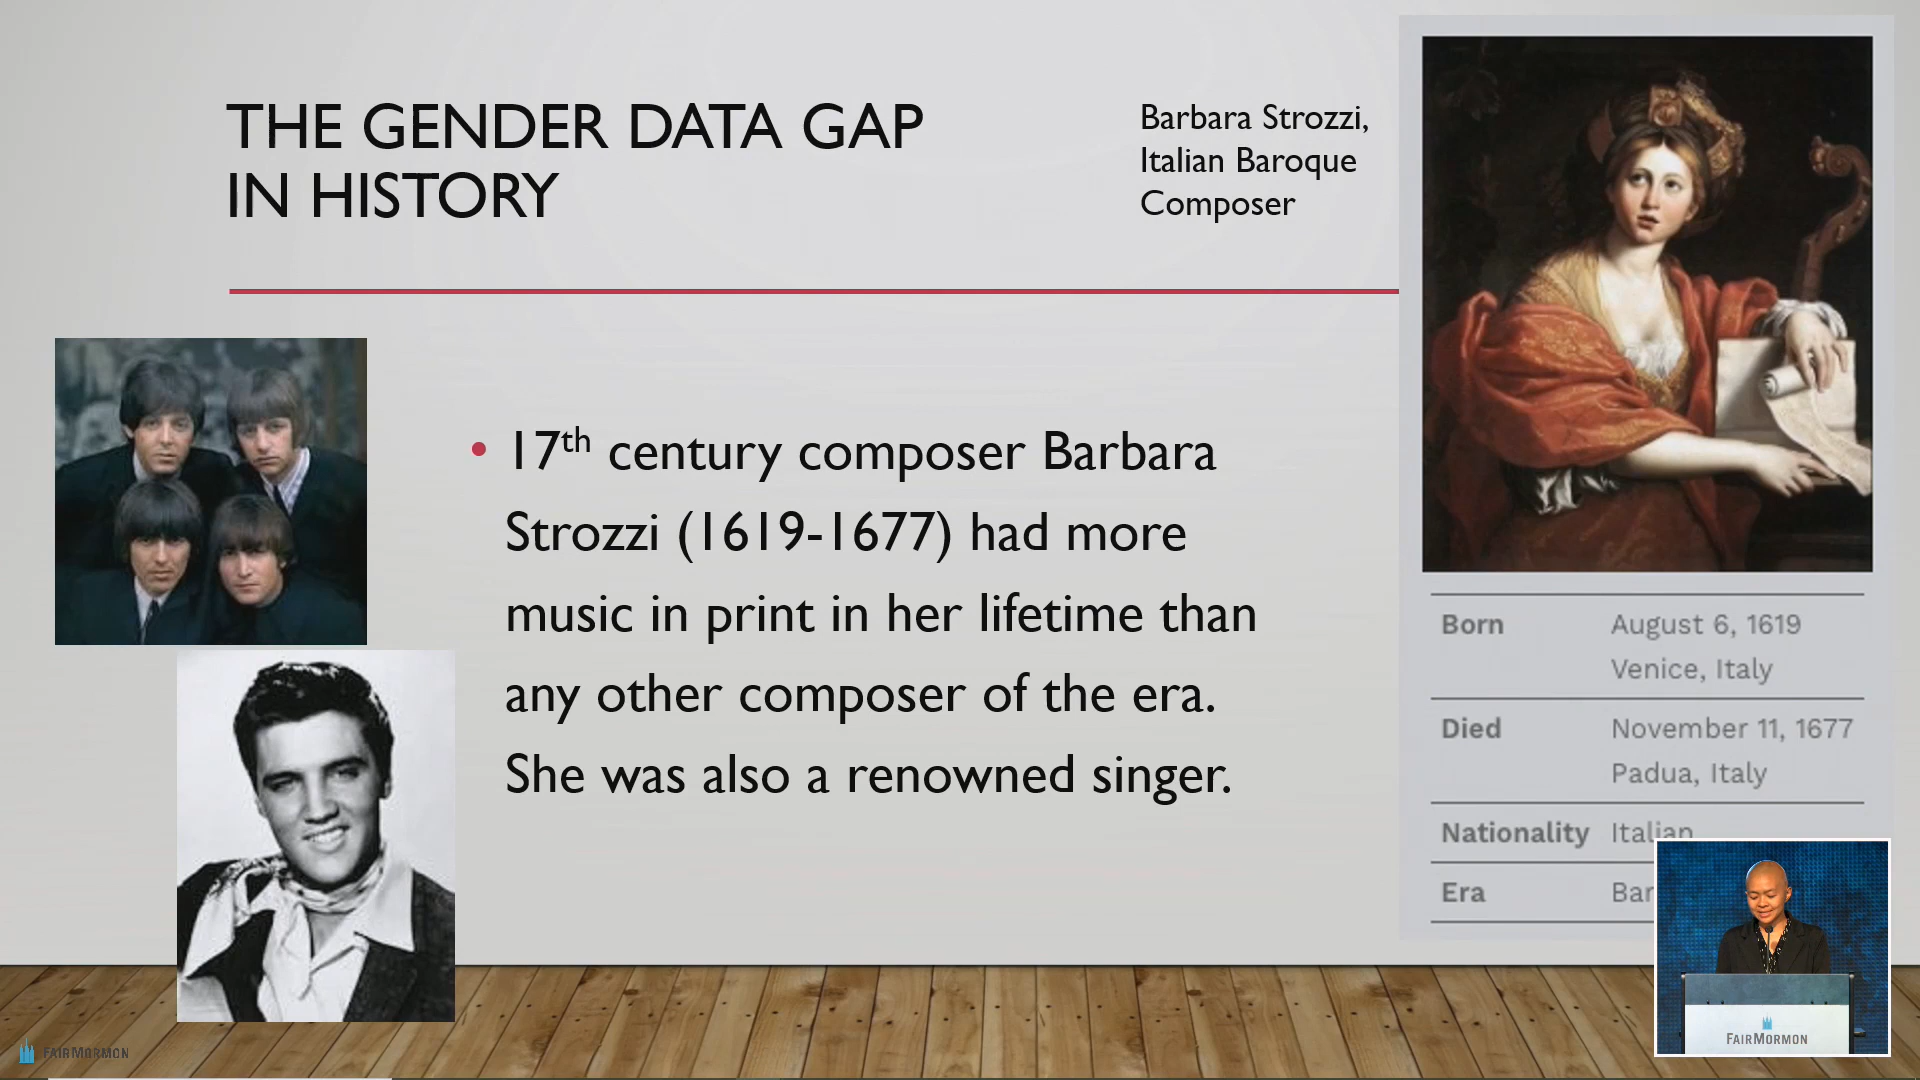 THE GENDER DATA GAP
IN HISTORY
Barbara Strozzi,
Italian Baroque
Composer
• 17th century composer Barbara
Strozzi (1619-1677) had more
music in print in her lifetime than
any other composer of the era.
She was also a renowned singer.
Born August 6, 1619
Venice, Italy
Died November 11, 1677
Padua, Italy
Nationality Italian
Era Bar
FAIRMORMON
FAIRMORMON